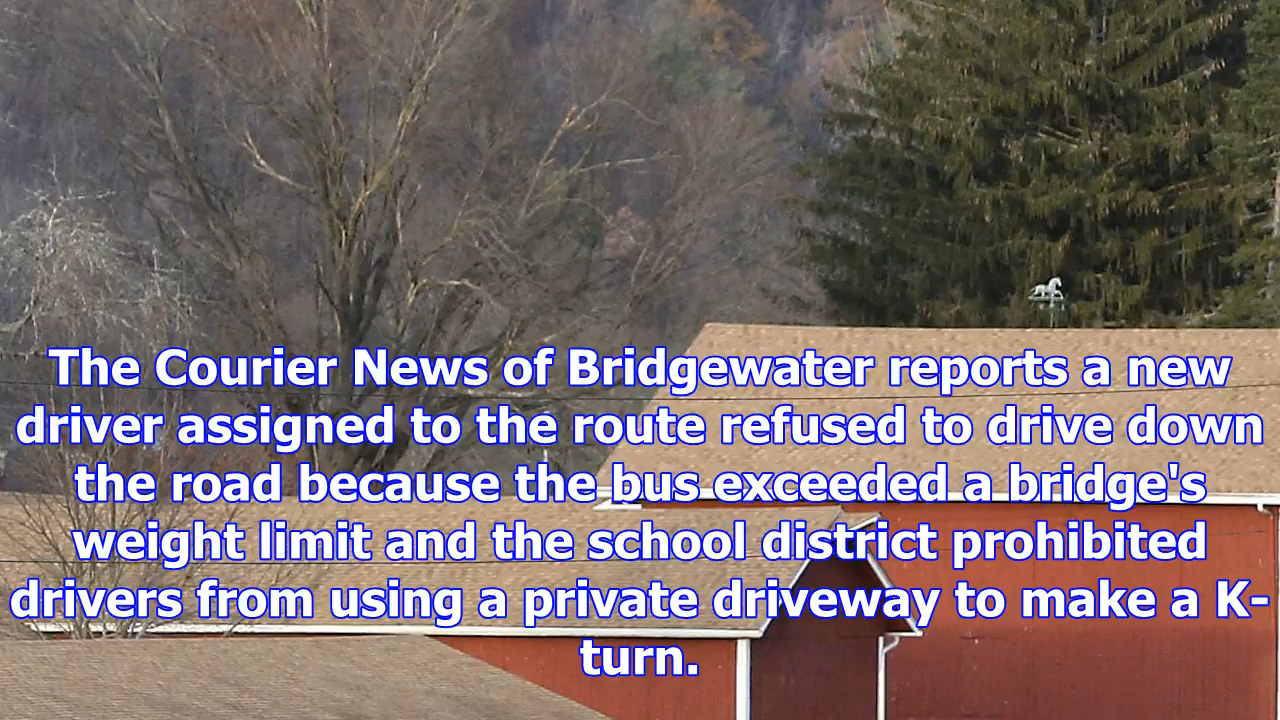 The Courier News of Bridgewater reports a new
driver assigned to the route refused to drive down
the road because the bus exceeded a bridge's
weight limit and the school district prohibited
drivers from using a private driveway to make a K-
turn.